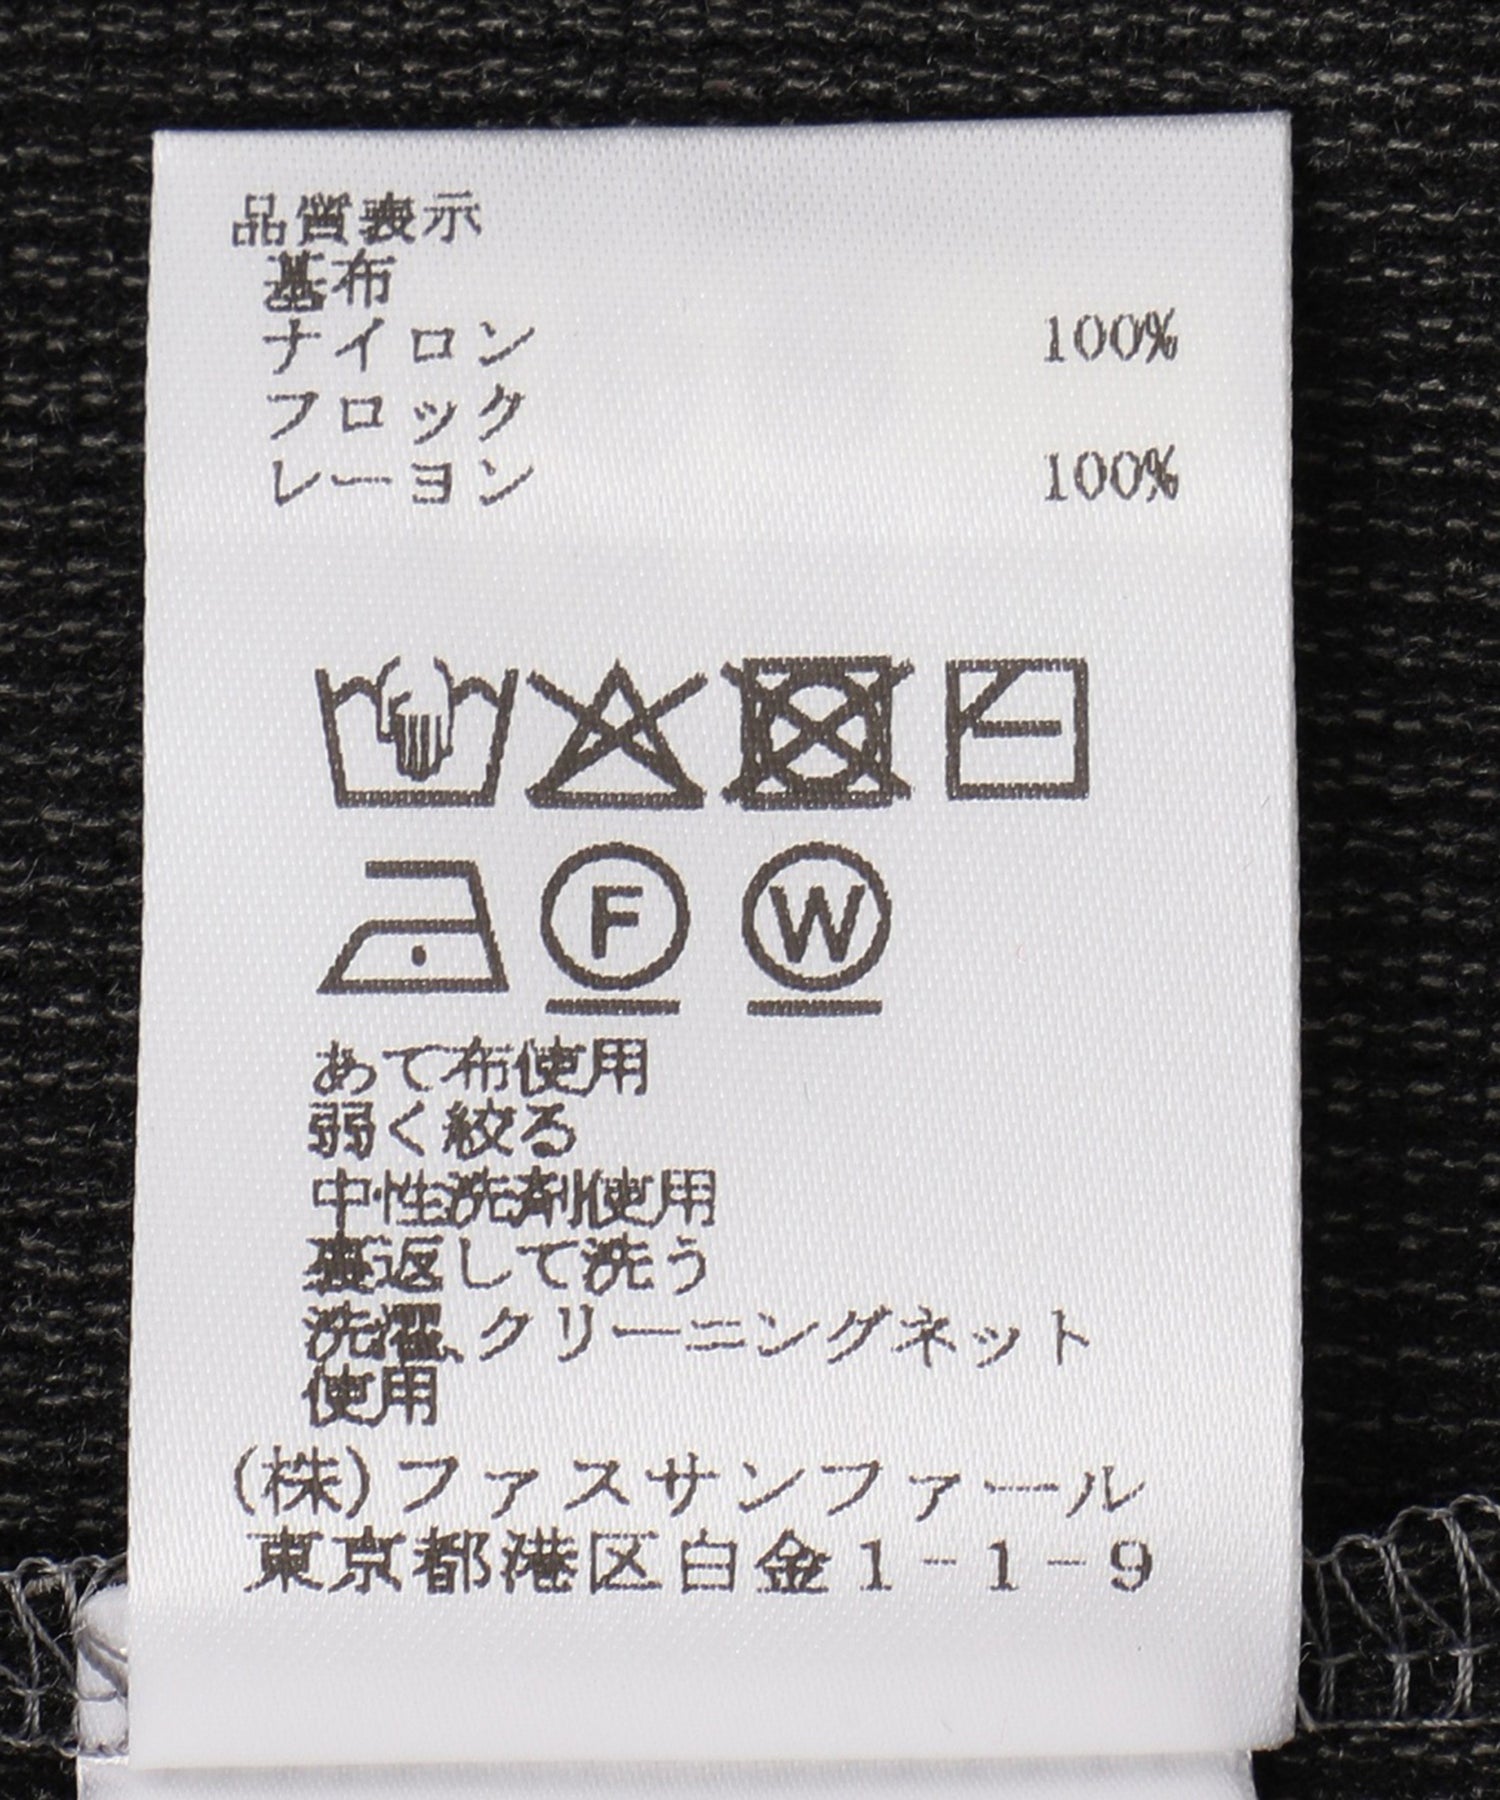 品質表示
基布
ナイロン 100%
フロック
レーヨン 100%
F W
あて布使用
弱く絞る
中性洗剤使用
裏返して洗う
洗濯、クリーニングネット
使用
(株)ファスサンファール
東京都港区白金1-1-9